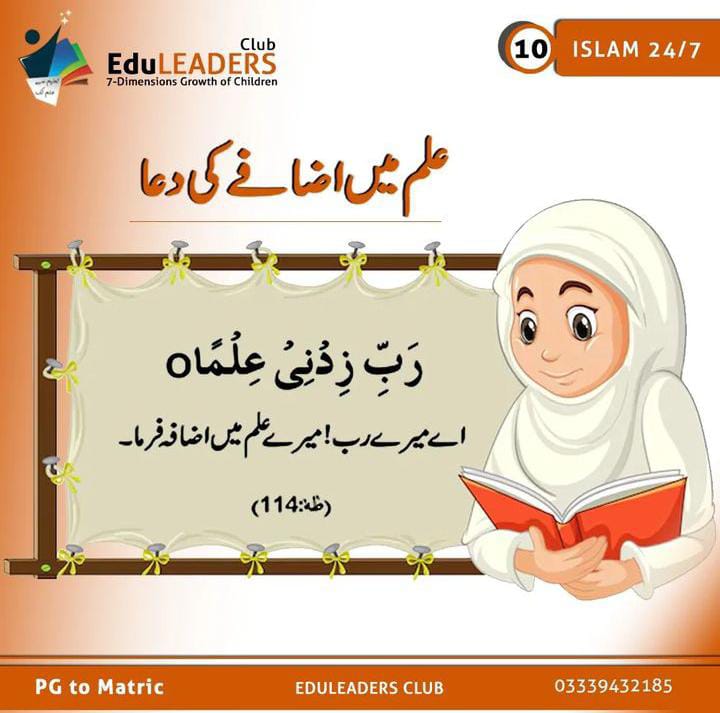 Club
EduLEADERS
7-Dimensions Growth of Children
10 ISLAM 24/7
علم میں اضافے کی دعا
رَبِّ زِدْنِیْ عِلْمًا○
اے میرے رب! میرے علم میں اضافہ فرما۔
(طٰهٰ:114)
PG to Matric
EDULEADERS CLUB
03339432185